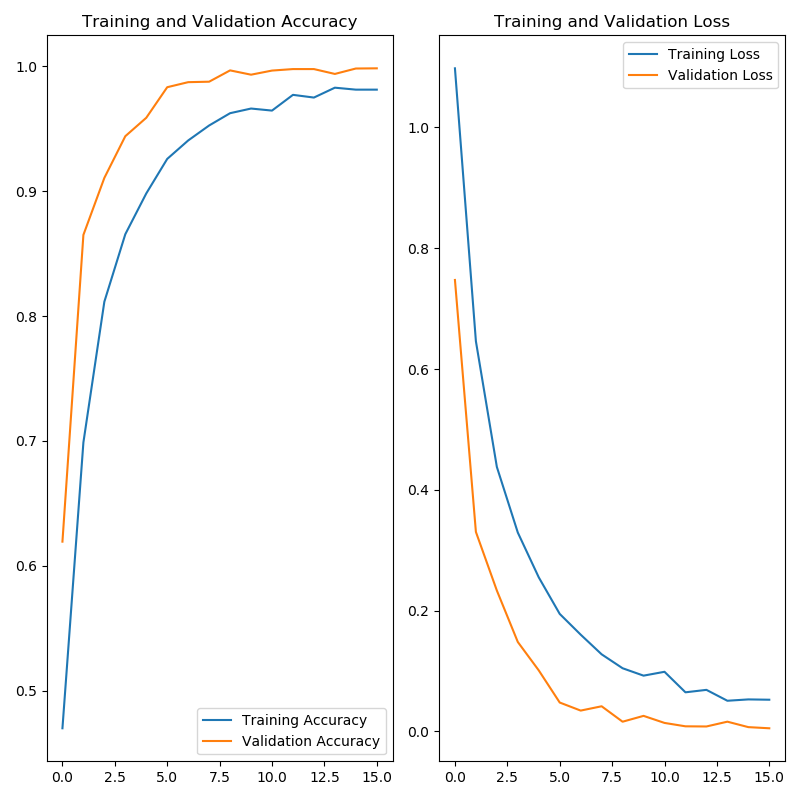 Training and Validation Accuracy
1.0
0.9
0.8
0.7
0.6
0.5
Training Accuracy
Validation Accuracy
0.0 2.5 5.0 7.5 10.0 12.5 15.0
Training and Validation Loss
Training Loss
Validation Loss
1.0
0.8
0.6
0.4
0.2
0.0
0.0 2.5 5.0 7.5 10.0 12.5 15.0